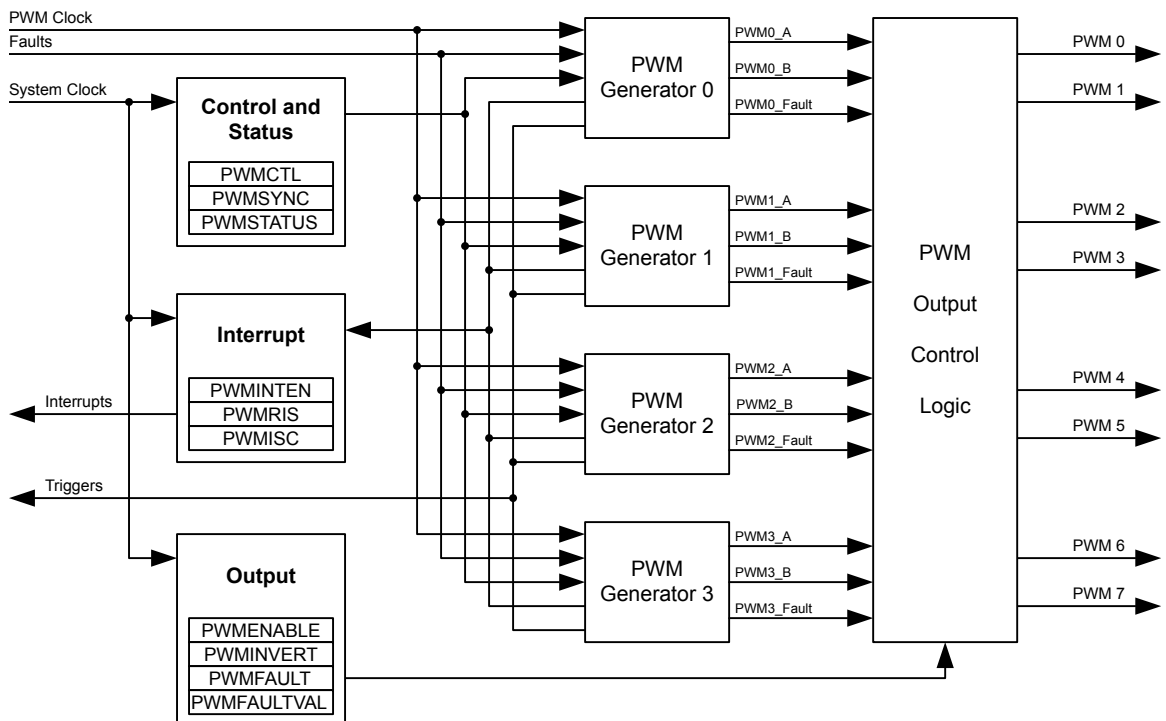 PWM Clock
Faults
System Clock
Control and
Status
PWMCTL
PWMSYNC
PWMSTATUS
Interrupt
PWMINTEN
PWMRIS
PWMISC
Interrupts
Triggers
Output
PWMENABLE
PWMINVERT
PWMFAULT
PWMFAULTVAL
PWM
Generator 0
PWM0_A
PWM0_B
PWM0_Fault
PWM
Generator 1
PWM1_A
PWM1_B
PWM1_Fault
PWM
Generator 2
PWM2_A
PWM2_B
PWM2_Fault
PWM
Generator 3
PWM3_A
PWM3_B
PWM3_Fault
PWM
Output
Control
Logic
PWM 0
PWM 1
PWM 2
PWM 3
PWM 4
PWM 5
PWM 6
PWM 7